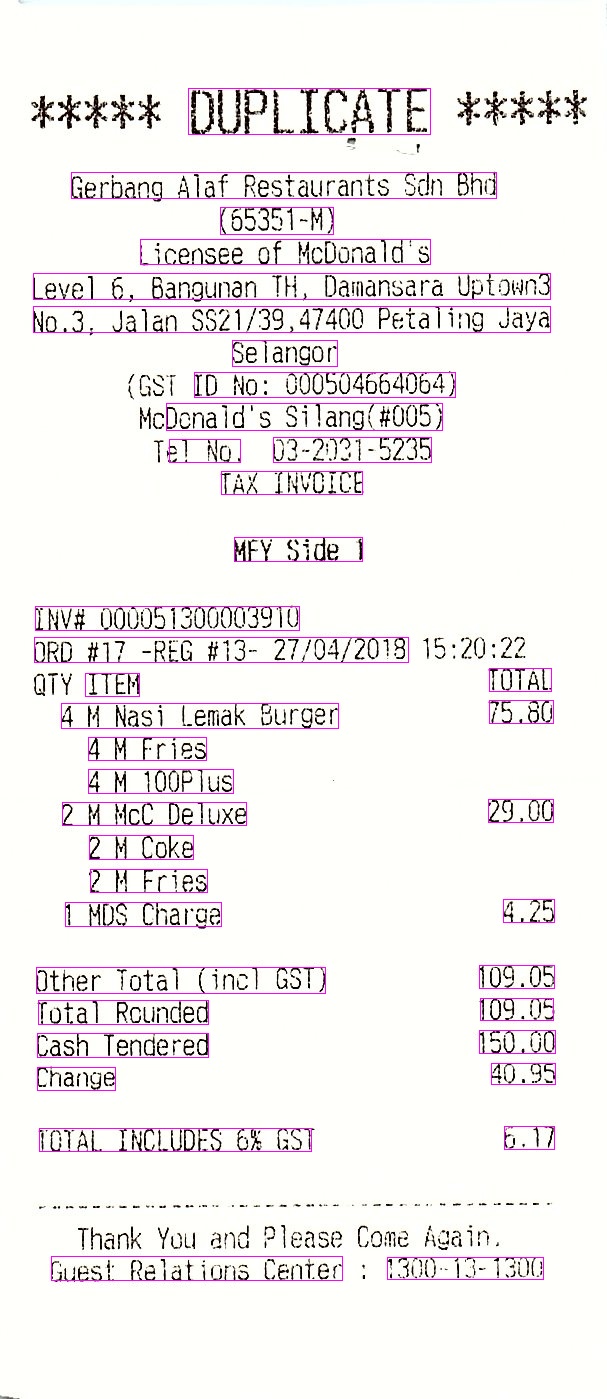 ***** DUPLICATE *****
Gerbang Alaf Restaurants Sdn Bhd
(65351-M)
Licensee of McDonald's
Level 6, Bangunan TH, Damansara Uptown3
No.3, Jalan SS21/39,47400 Petaling Jaya
Selangor
(GST ID No: 000504664064)
McDonald's Silang(#005)
Tel No. 03-2031-5235
TAX INVOICE
MFY Side 1
INV# 000051300003910
ORD #17 -REG #13- 27/04/2018 15:20:22
QTY ITEM TOTAL
4 M Nasi Lemak Burger 75.80
4 M Fries
4 M 100Plus
2 M McC Deluxe 29.00
2 M Coke
2 M Fries
1 MDS Charge 4.25
Other Total (incl GST) 109.05
Total Rounded 109.05
Cash Tendered 150.00
Change 40.95
TOTAL INCLUDES 6% GST 6.17
Thank You and Please Come Again.
Guest Relations Center : 1300-13-1300